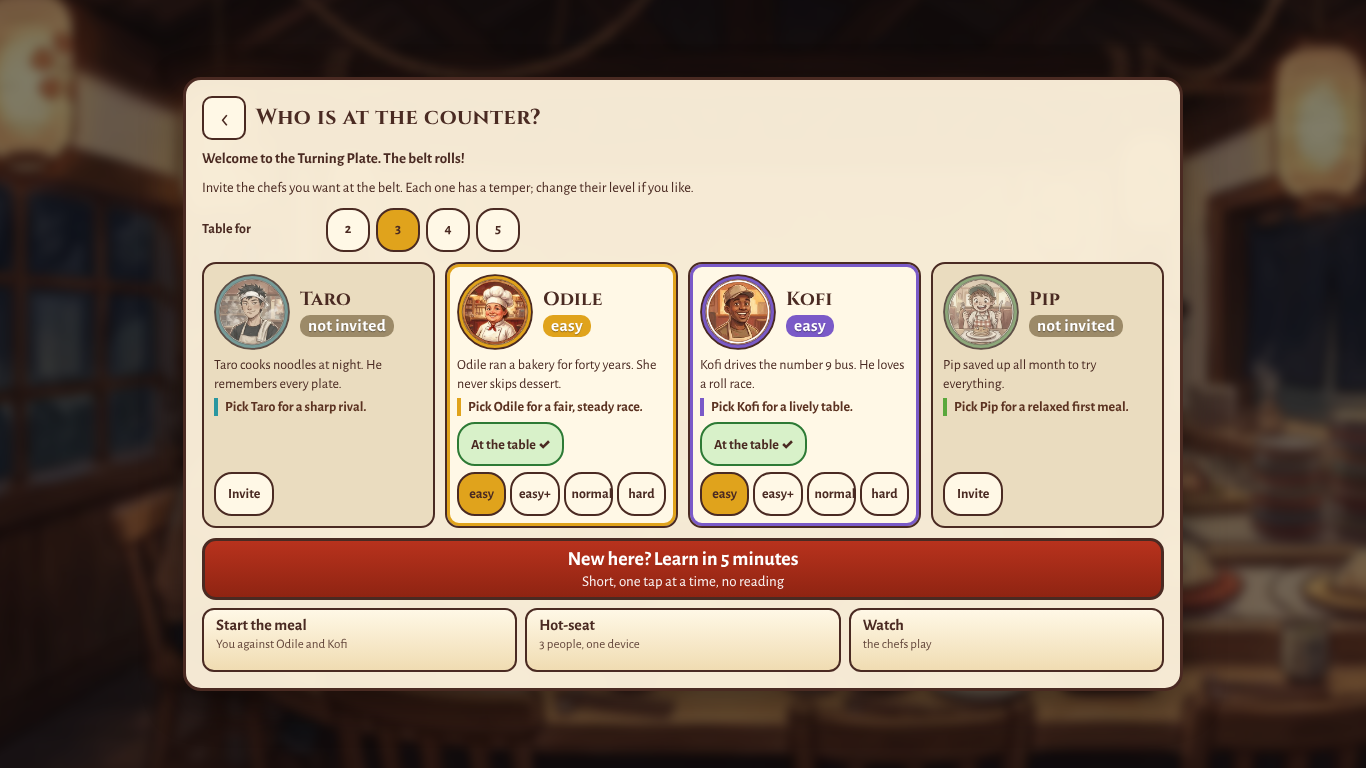 ‹
Who is at the counter?
Welcome to the Turning Plate. The belt rolls!
Invite the chefs you want at the belt. Each one has a temper; change their level if you like.
Table for
2
3
4
5
Taro
not invited
Taro cooks noodles at night. He
remembers every plate.
Pick Taro for a sharp rival.
Invite
Odile
easy
Odile ran a bakery for forty years. She
never skips dessert.
Pick Odile for a fair, steady race.
At the table ✔
easy
easy+
normal
hard
Kofi
easy
Kofi drives the number 9 bus. He loves
a roll race.
Pick Kofi for a lively table.
At the table ✔
easy
easy+
normal
hard
Pip
not invited
Pip saved up all month to try
everything.
Pick Pip for a relaxed first meal.
Invite
New here? Learn in 5 minutes
Short, one tap at a time, no reading
Start the meal
You against Odile and Kofi
Hot-seat
3 people, one device
Watch
the chefs play